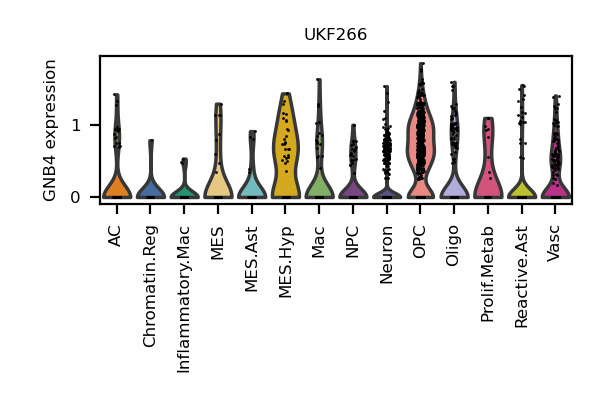 UKF266
GNB4 expression
1
0
AC
Chromatin.Reg
Inflammatory.Mac
MES
MES.Ast
MES.Hyp
Mac
NPC
Neuron
OPC
Oligo
Prolif.Metab
Reactive.Ast
Vasc